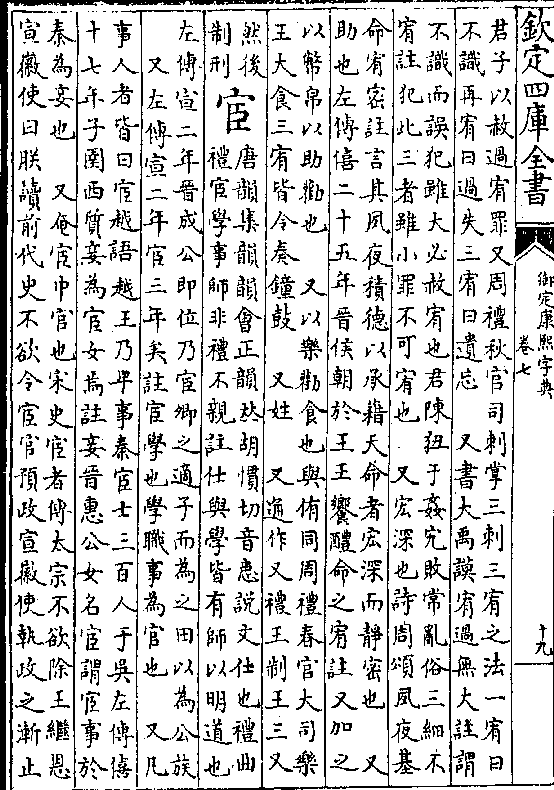 欽定四庫全書
御定康熙字典
卷七
十九
君子以赦過宥罪又周禮秋官司刺掌三刺三宥之法一宥曰
不識再宥曰過失三宥曰遺忘　又書大禹謨宥過無大註謂
不識而誤犯雖大必赦宥也君陳狃于姦宄敗常亂俗三細不
宥註犯此三者雖小罪不可宥也　又宏深也詩周頌夙夜基
命宥密註言其夙夜積德以承藉天命者宏深而靜密也　又
助也左傳僖二十五年晉侯朝於王王饗醴命之宥註又加之
以幣帛以助勸也　又以樂勸食也與侑同周禮春官大司樂
王大食三宥皆令奏鐘鼓　又姓　又通作又禮王制王三又
然後
制刑
宦
唐韻集韻韻會正韻𠀤胡慣切音患說文仕也禮曲
禮宦學事師非禮不親註仕與學皆有師以明道也
左傳宣二年晉成公即位乃宦卿之適子而為之田以為公族
又左傳宣二年宦三年矣註宦學也學職事為官也　又凡
事人者皆曰宦越語越王乃卑事秦宦士三百人于吳左傳僖
十七年子圉西質妾為宦女焉註妾晉惠公女名宦謂宦事於
秦為妾也　又俺宦巾官也宋史宦者傳太宗不欲除王繼恩
宣徽使曰朕讀前代史不欲令宦官預政宣徽使執政之漸止